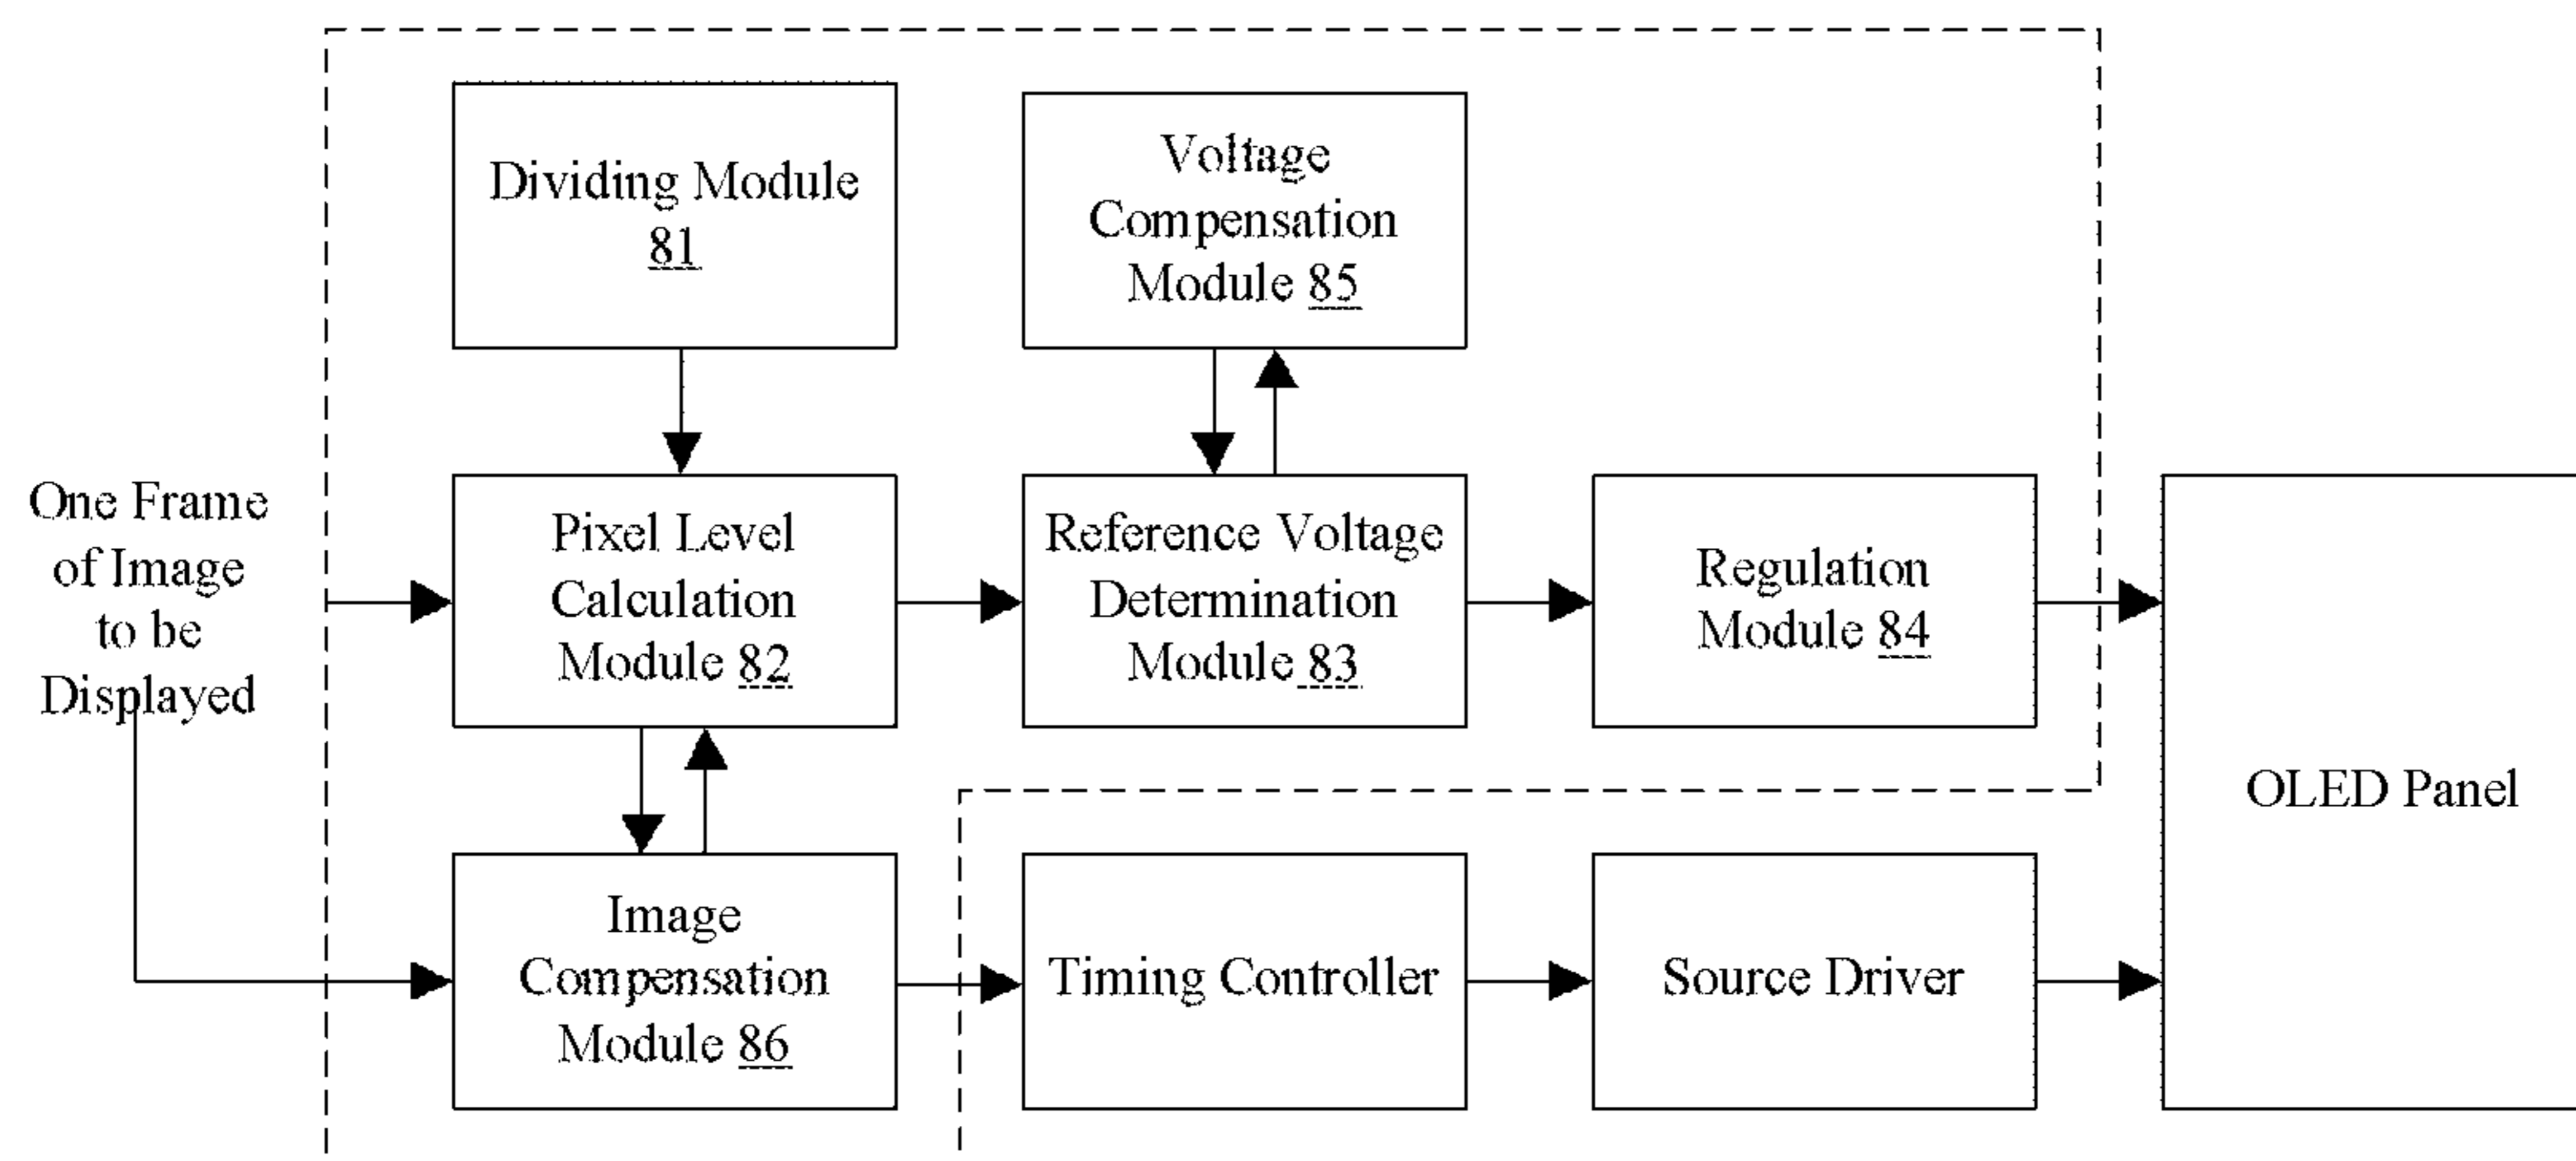 Dividing Module
81
Voltage
Compensation
Module 85
One Frame
of Image
to be
Displayed
Pixel Level
Calculation
Module 82
Reference Voltage
Determination
Module 83
Regulation
Module 84
OLED Panel
Image
Compensation
Module 86
Timing Controller
Source Driver